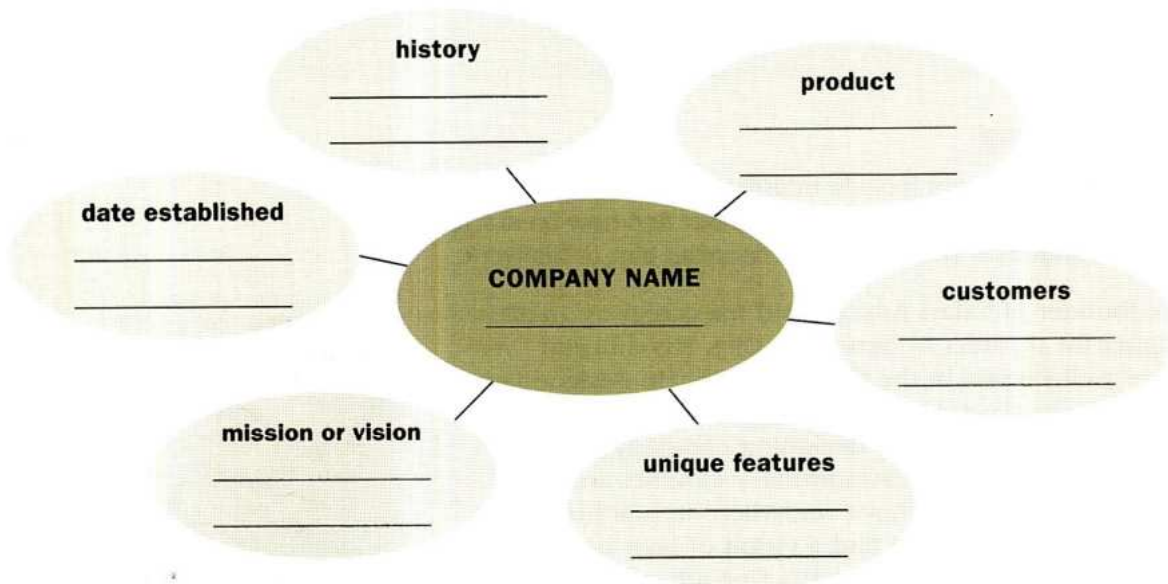 history
product
date established
COMPANY NAME
customers
mission or vision
unique features